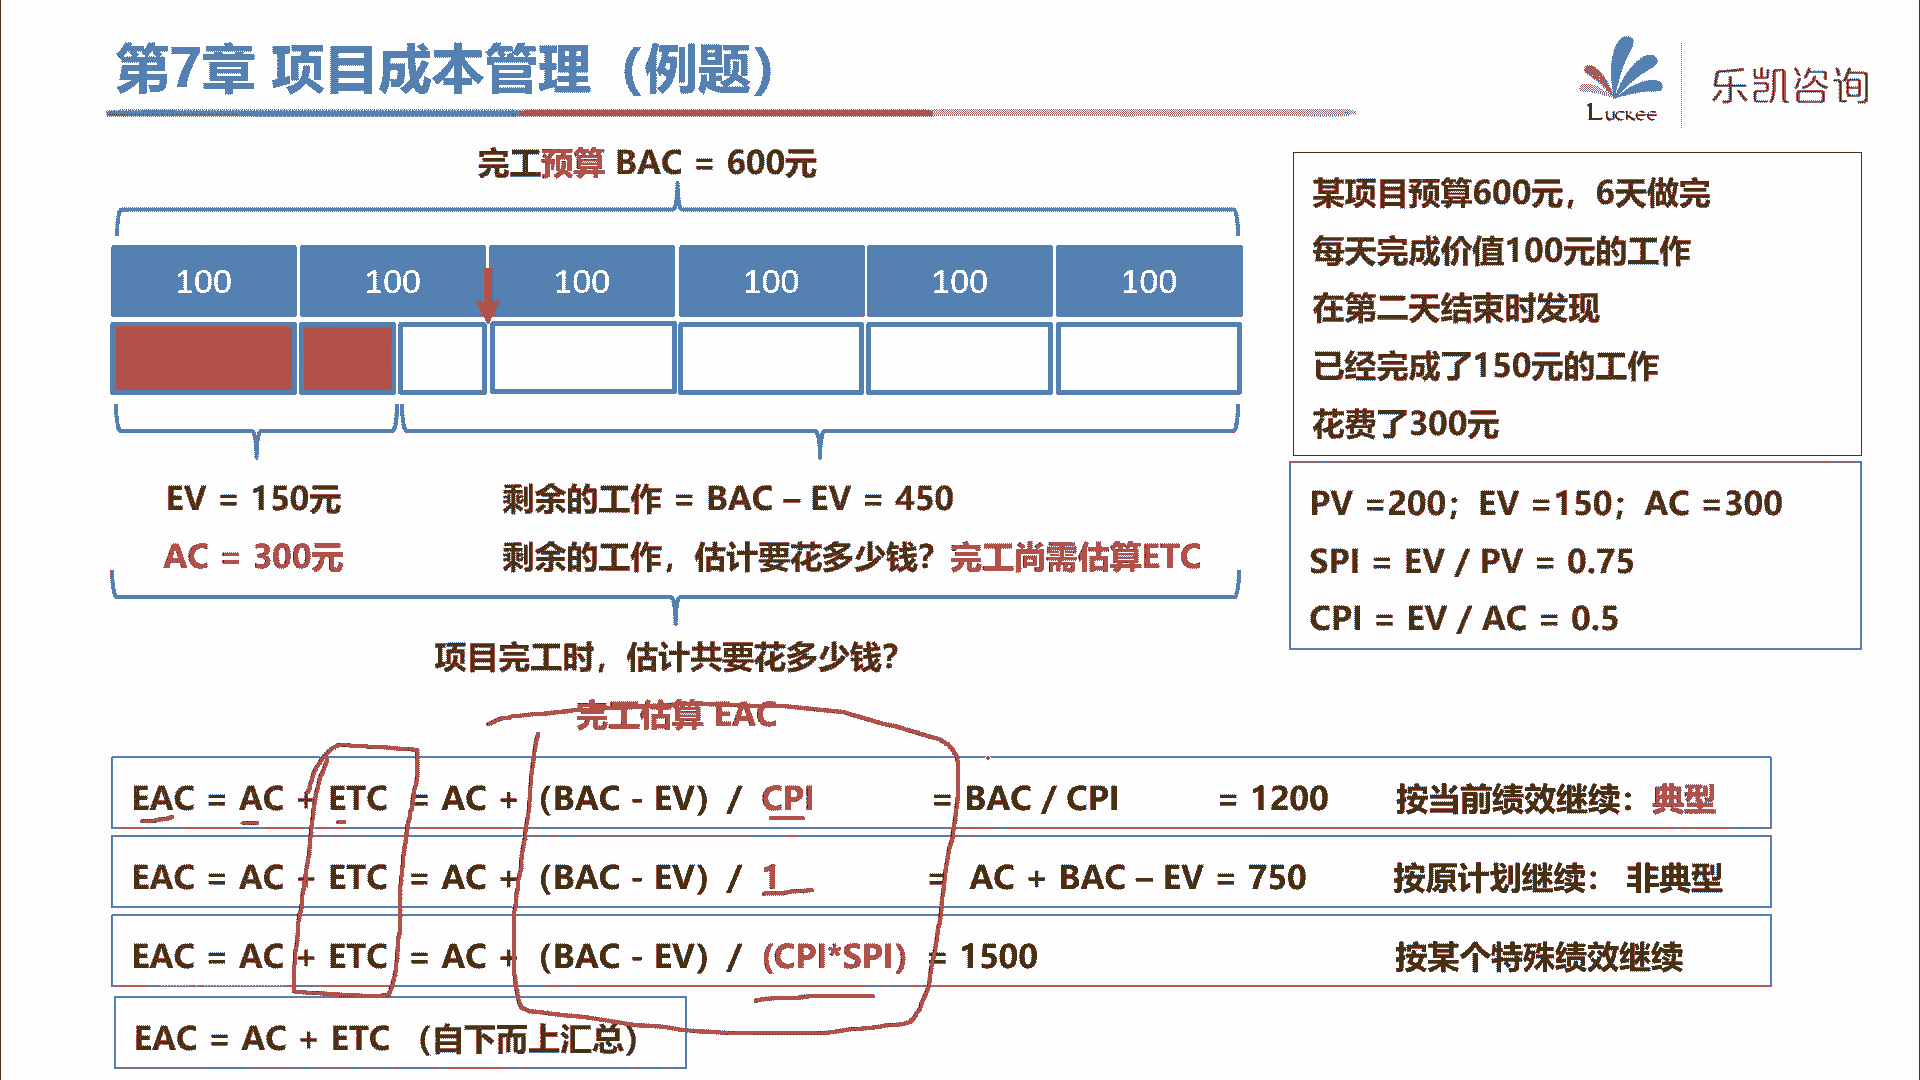 第7章 项目成本管理（例题）
Luckee
乐凯咨询
完工预算 BAC = 600元
100 100 100 100 100 100
EV = 150元
AC = 300元
剩余的工作 = BAC – EV = 450
剩余的工作，估计要花多少钱？完工尚需估算ETC
项目完工时，估计共要花多少钱？
完工估算 EAC
某项目预算600元，6天做完
每天完成价值100元的工作
在第二天结束时发现
已经完成了150元的工作
花费了300元
PV =200；EV =150；AC =300
SPI = EV / PV = 0.75
CPI = EV / AC = 0.5
EAC = AC + ETC = AC + （BAC - EV）/ CPI = BAC / CPI = 1200 按当前绩效继续：典型
EAC = AC + ETC = AC + （BAC - EV）/ 1 = AC + BAC – EV = 750 按原计划继续： 非典型
EAC = AC + ETC = AC + （BAC - EV）/ （CPI*SPI） = 1500 按某个特殊绩效继续
EAC = AC + ETC （自下而上汇总）